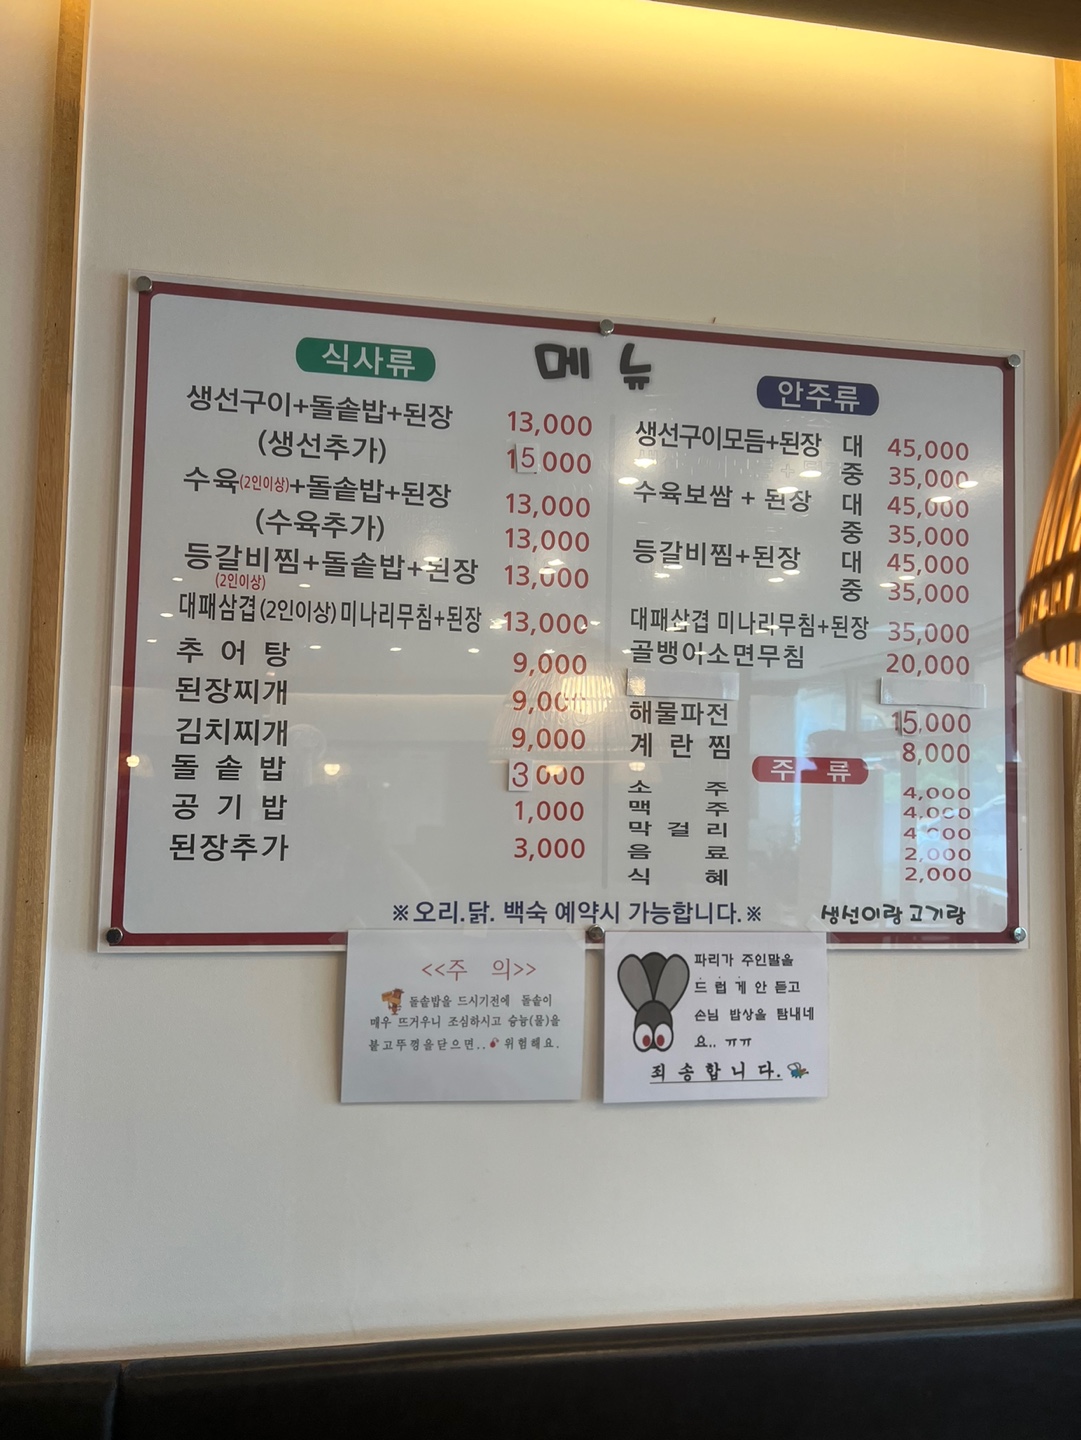 메뉴
식사류
생선구이+돌솥밥+된장 13,000
(생선추가) 15,000
수육(2인이상)+돌솥밥+된장 13,000
(수육추가) 13,000
등갈비찜+돌솥밥+된장 13,000
(2인이상)
대패삼겹(2인이상)미나리무침+된장 13,000
추어탕 9,000
된장찌개 9,000
김치찌개 9,000
돌솥밥 3,000
공기밥 1,000
된장추가 3,000
안주류
생선구이모듬+된장 대 45,000
중 35,000
수육보쌈 + 된장 대 45,000
중 35,000
등갈비찜+된장 대 45,000
중 35,000
대패삼겹 미나리무침+된장 35,000
골뱅이소면무침 20,000
해물파전 15,000
계란찜 8,000
주류
소주 4,000
맥주 4,000
막걸리 4,000
음료 2,000
식혜 2,000
※오리.닭. 백숙 예약시 가능합니다.※
생선이랑 고기랑
<<주 의>>
돌솥밥을 드시기전에 돌솥이
매우 뜨거우니 조심하시고 숭늉(물)을
붙고뚜껑을닫으면.. 위험해요.
파리가 주인말을
드럽게 안 듣고
손님 밥상을 탐내네
요.. ㅠㅠ
죄송합니다.